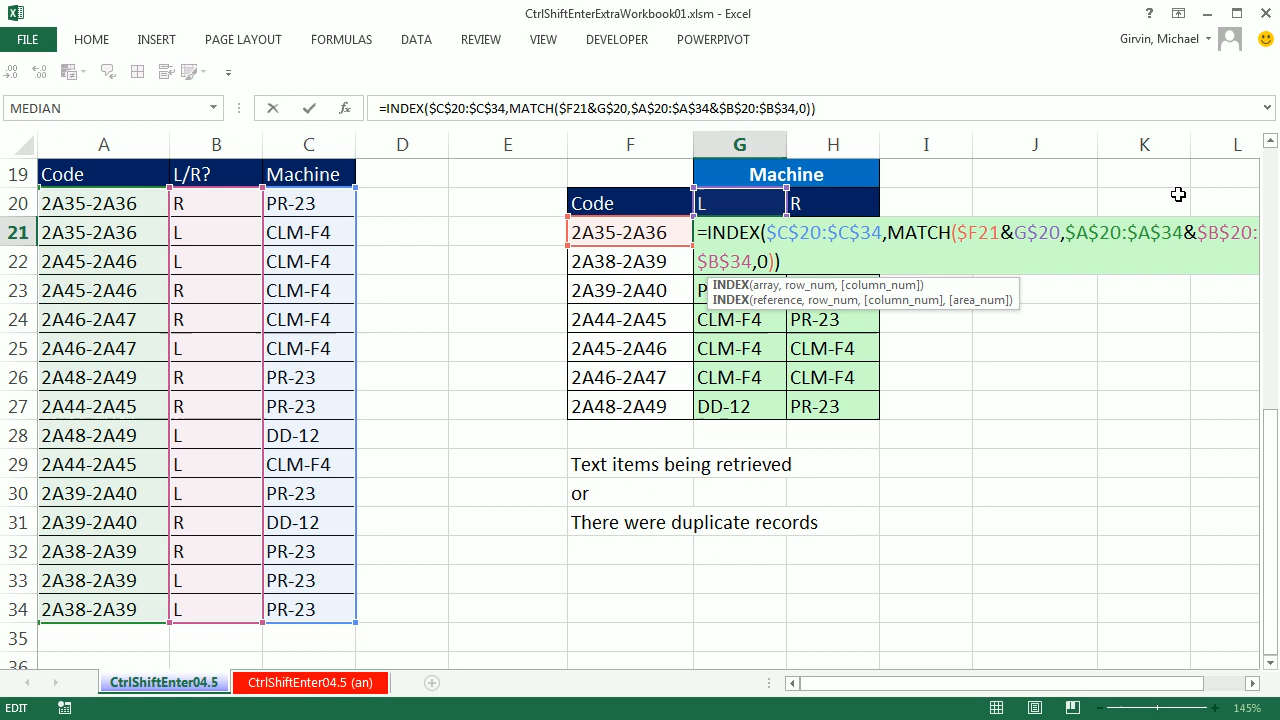 CtrlShiftEnterExtraWorkbook01.xlsm - Excel
FILE HOME INSERT PAGE LAYOUT FORMULAS DATA REVIEW VIEW DEVELOPER POWERPIVOT Girvin, Michael
MEDIAN =INDEX($C$20:$C$34,MATCH($F21&G$20,$A$20:$A$34&$B$20:$B$34,0))
A B C D E F G H I J K L
19 Code L/R? Machine Machine
20 2A35-2A36 R PR-23 Code L R
21 2A35-2A36 L CLM-F4 2A35-2A36 =INDEX($C$20:$C$34,MATCH($F21&G$20,$A$20:$A$34&$B$20:
22 2A45-2A46 L CLM-F4 2A38-2A39 $B$34,0))
23 2A45-2A46 R CLM-F4 2A39-2A40 P
INDEX(array, row_num, [column_num])
INDEX(reference, row_num, [column_num], [area_num])
24 2A46-2A47 R CLM-F4 2A44-2A45 CLM-F4 PR-23
25 2A46-2A47 L CLM-F4 2A45-2A46 CLM-F4 CLM-F4
26 2A48-2A49 R PR-23 2A46-2A47 CLM-F4 CLM-F4
27 2A44-2A45 R PR-23 2A48-2A49 DD-12 PR-23
28 2A48-2A49 L DD-12
29 2A44-2A45 L CLM-F4 Text items being retrieved
30 2A39-2A40 L PR-23 or
31 2A39-2A40 R DD-12 There were duplicate records
32 2A38-2A39 R PR-23
33 2A38-2A39 L PR-23
34 2A38-2A39 L PR-23
35
36
CtrlShiftEnter04.5 CtrlShiftEnter04.5 (an)
EDIT 145%